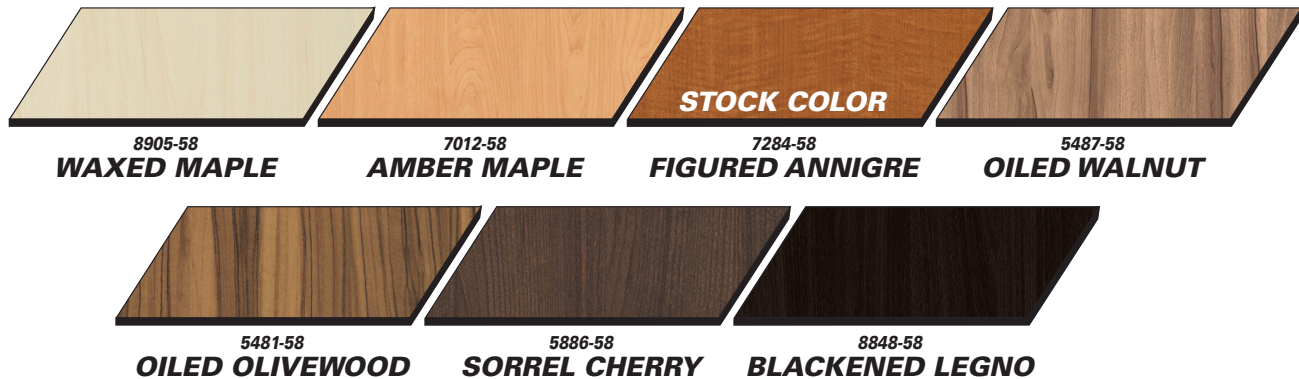 STOCK COLOR
8905-58
WAXED MAPLE
7012-58
AMBER MAPLE
7284-58
FIGURED ANNIGRE
5487-58
OILED WALNUT
5481-58
OILED OLIVEWOOD
5886-58
SORREL CHERRY
8848-58
BLACKENED LEGNO